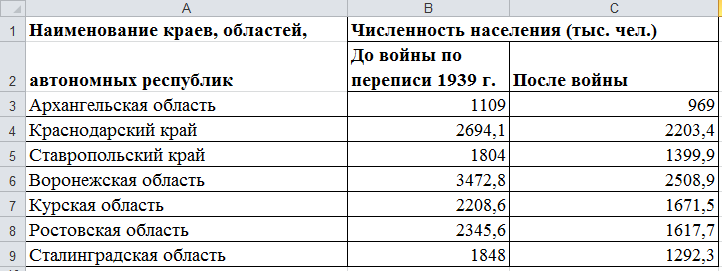 A B C
1 Наименование краев, областей, Численность населения (тыс. чел.)
До войны по
2 автономных республик переписи 1939 г. После войны
3 Архангельская область 1109 969
4 Краснодарский край 2694,1 2203,4
5 Ставропольский край 1804 1399,9
6 Воронежская область 3472,8 2508,9
7 Курская область 2208,6 1671,5
8 Ростовская область 2345,6 1617,7
9 Сталинградская область 1848 1292,3